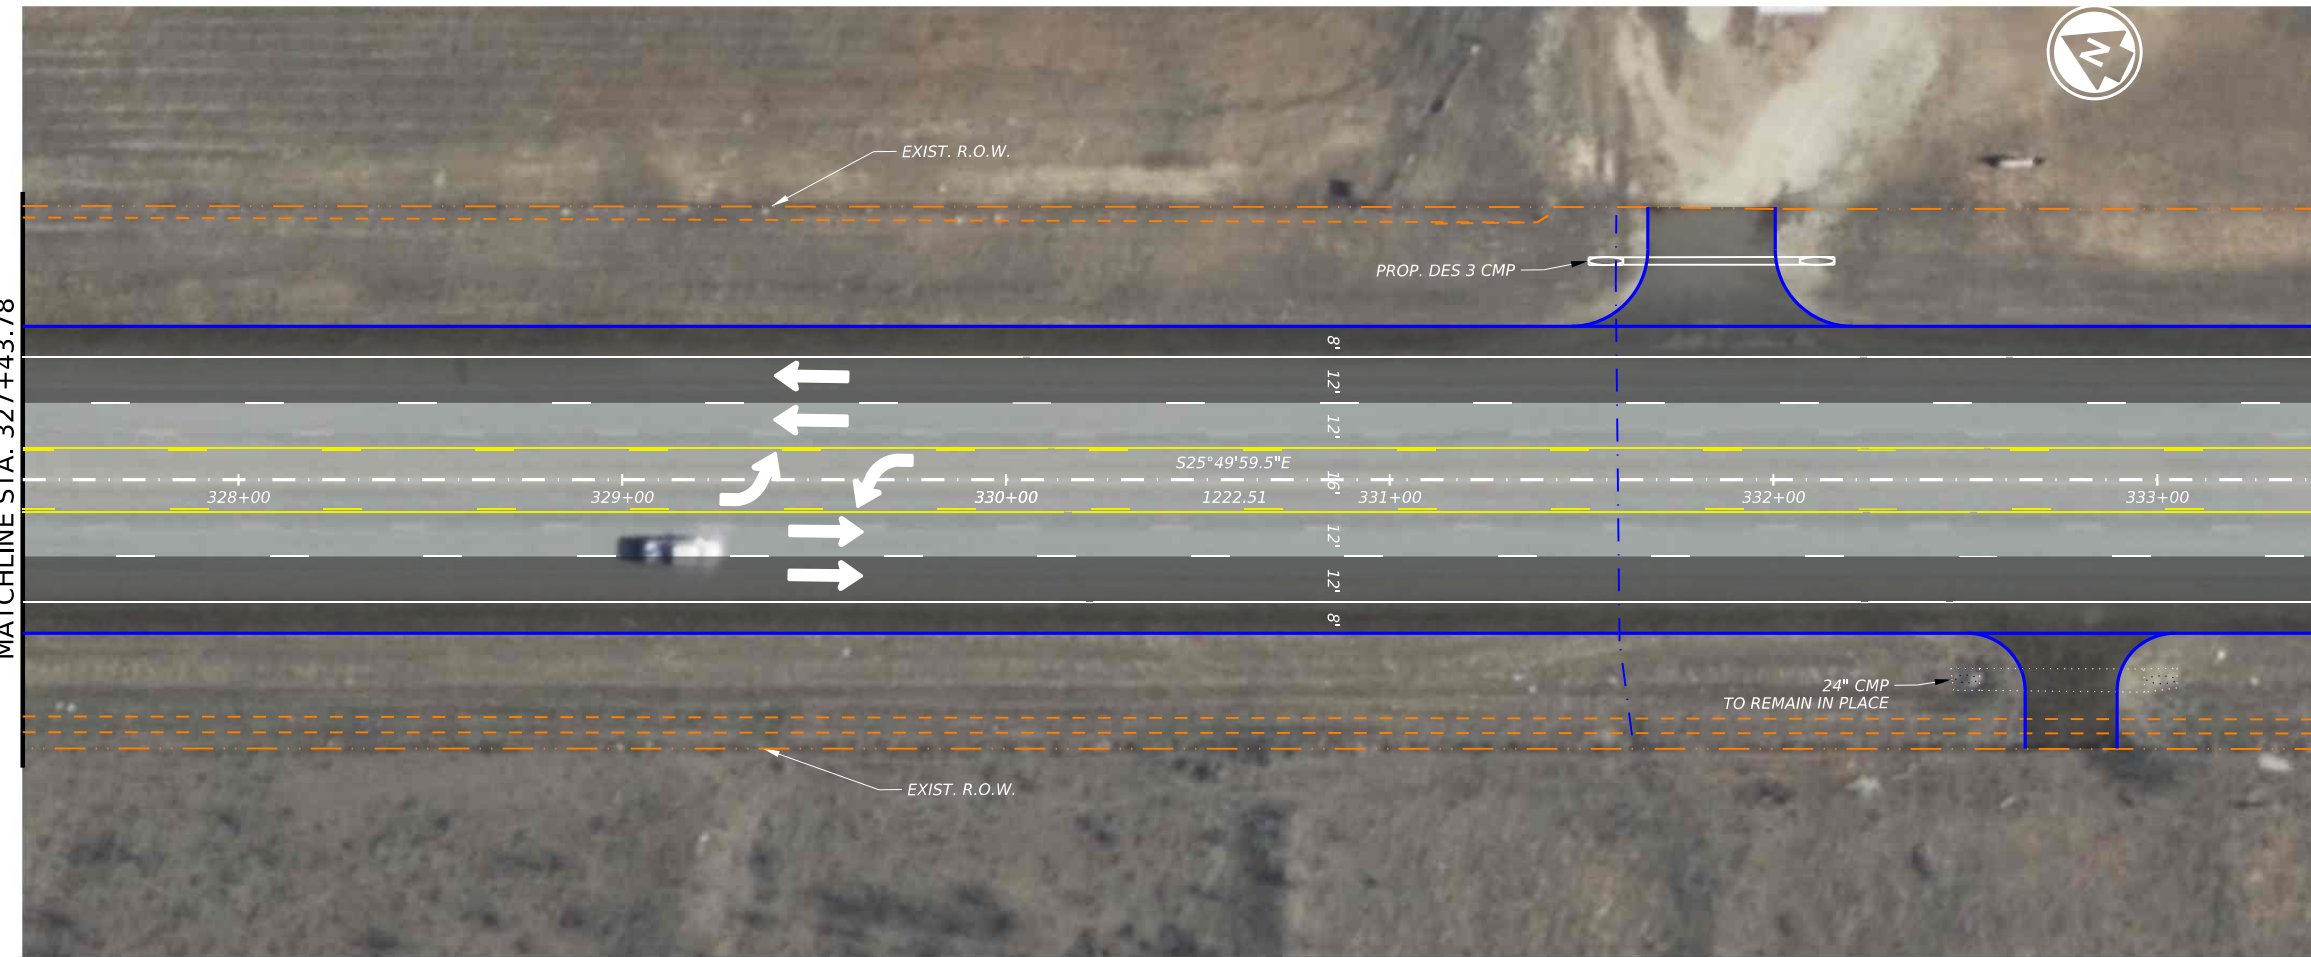 N
EXIST. R.O.W.
PROP. DES 3 CMP
MATCHLINE STA. 327+43.78
8'
12'
12'
S25°49'59.5"E
16'
328+00
329+00
330+00
1222.51
331+00
332+00
333+00
12'
12'
8'
24" CMP
TO REMAIN IN PLACE
EXIST. R.O.W.